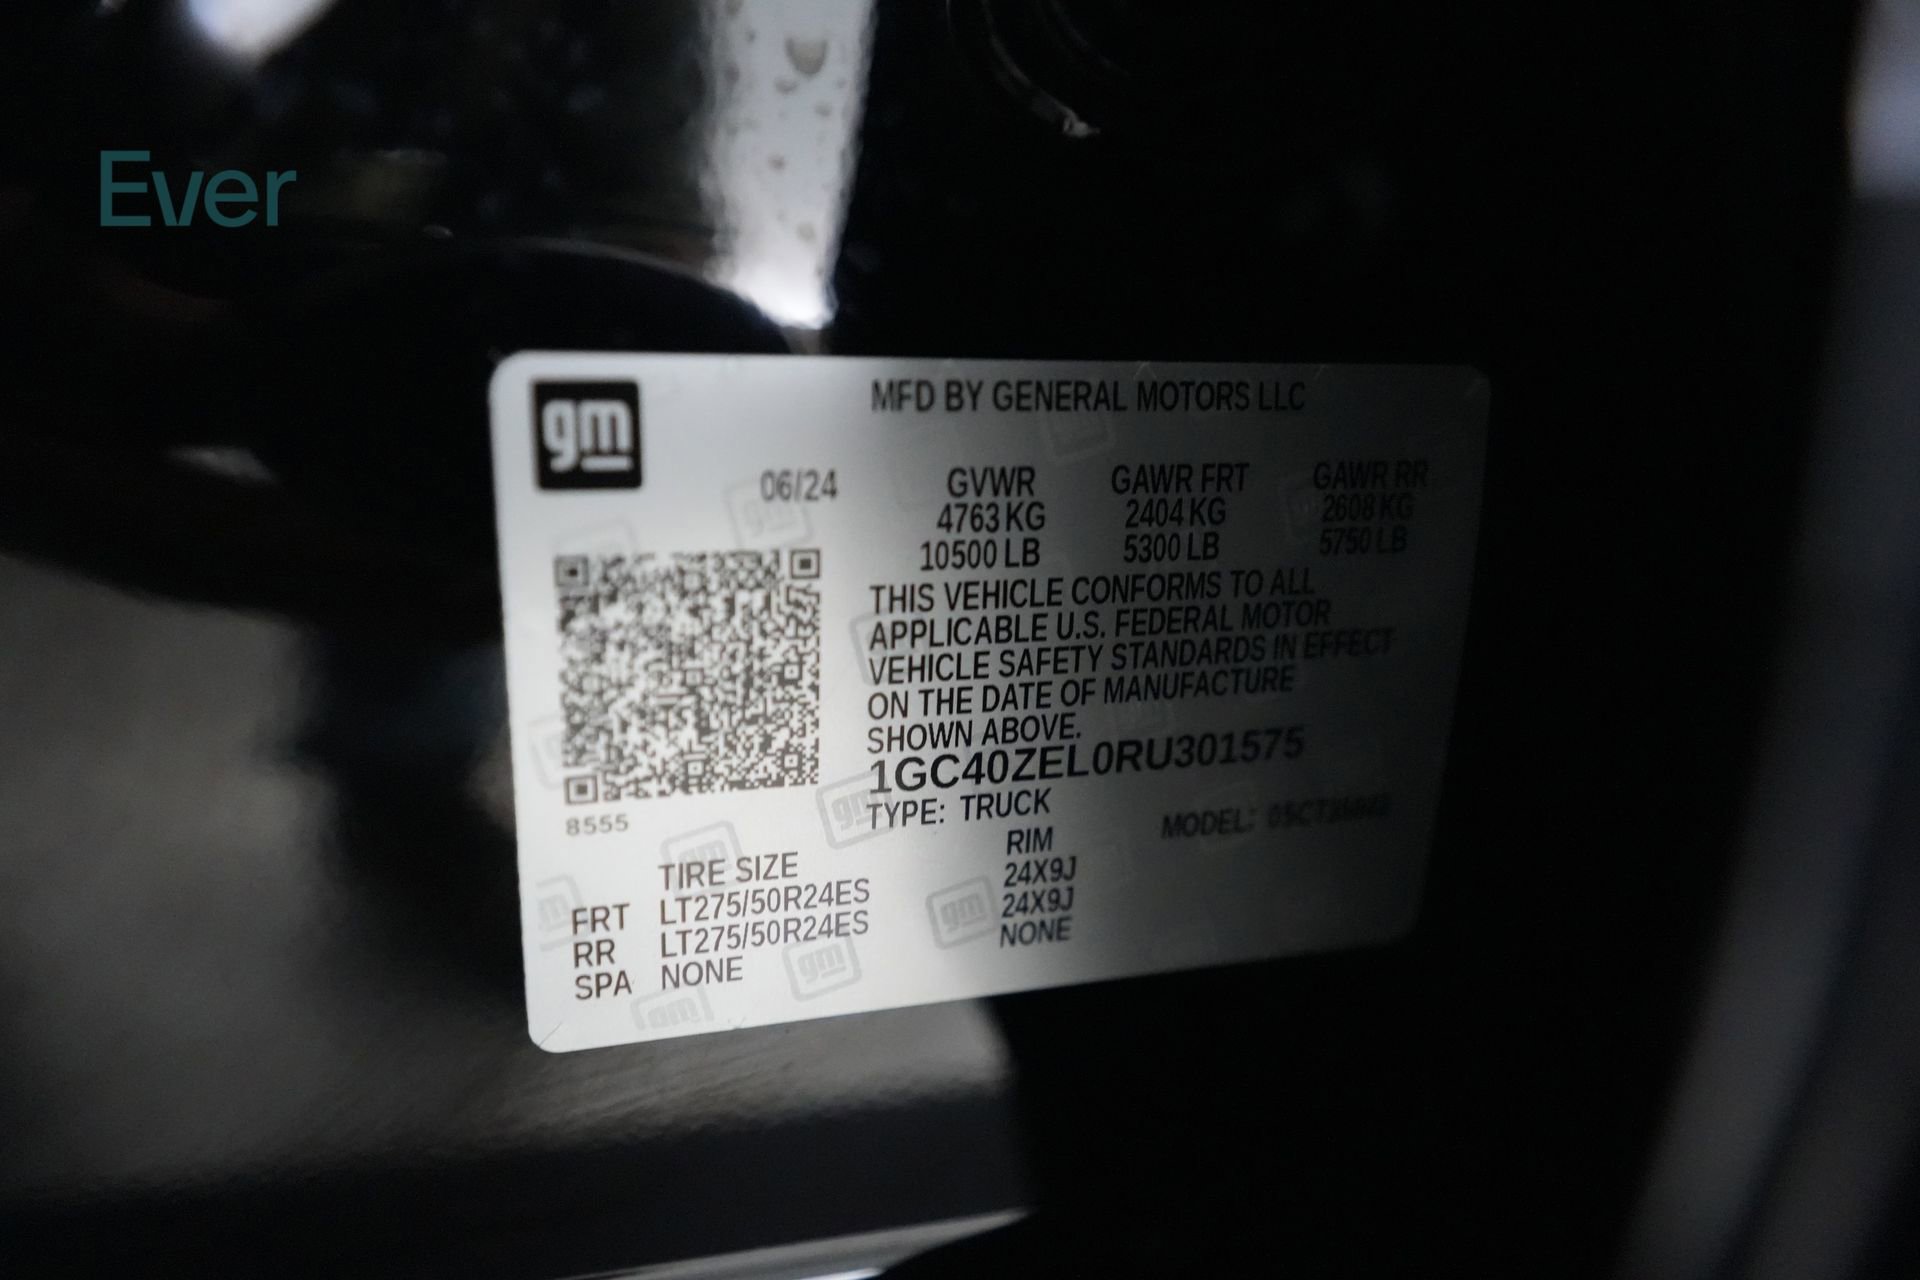 Ever
gm
MFD BY GENERAL MOTORS LLC
06/24 GVWR GAWR FRT GAWR RR
4763 KG 2404 KG 2608 KG
10500 LB 5300 LB 5750 LB
THIS VEHICLE CONFORMS TO ALL
APPLICABLE U.S. FEDERAL MOTOR
VEHICLE SAFETY STANDARDS IN EFFECT
ON THE DATE OF MANUFACTURE
SHOWN ABOVE.
1GC40ZEL0RU301575
8555
TYPE: TRUCK MODEL:
TIRE SIZE RIM
FRT LT275/50R24ES 24X9J
RR LT275/50R24ES 24X9J
SPA NONE NONE